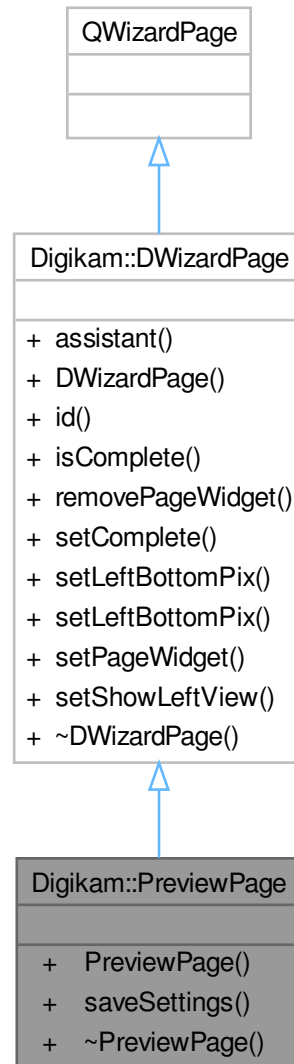 QWizardPage
Digikam::DWizardPage
+ assistant()
+ DWizardPage()
+ id()
+ isComplete()
+ removePageWidget()
+ setComplete()
+ setLeftBottomPix()
+ setLeftBottomPix()
+ setPageWidget()
+ setShowLeftView()
+ ~DWizardPage()
Digikam::PreviewPage
+ PreviewPage()
+ saveSettings()
+ ~PreviewPage()